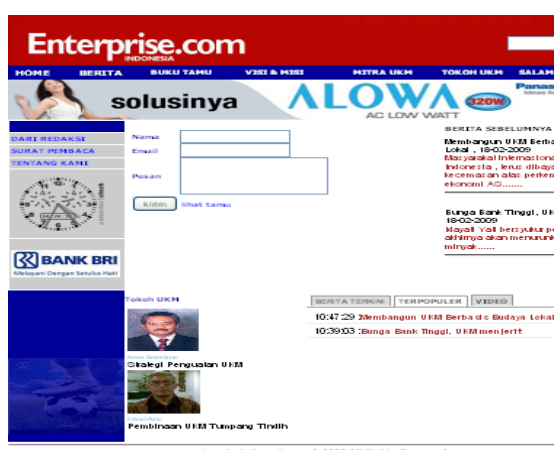 Enterprise.com
INDONESIA
HOME BERITA BUKU TAMU VISI & MISI MITRA UKM TOKOH UKM SALAM
solusinya ALOWA 320W
AC LOW WATT
Panas
DARI REDAKSI
SURAT PEMBACA
TENTANG KAMI
Nama
Email
Pesan
kirim lihat tamu
BERITA SEBELUMNYA
Membangun UKM Berba
Lokal , 18-02-2009
Masyarakat Internasiona
Indonesia , terus dibaya
kecemasan atas perken
ekonomi AS.......
Bunga Bank Tinggi, UK
18-02-2009
akhirnya akan menurunk
minyak......
BANK BRI
Melayani Dengan Setulus Hati
Tokoh UKM
Strategi Penguatan UKM
Pembinaan UKM Tumpang Tindih
BERITA TERKINI TERPOPULER VIDEO
10:47:29 :Membangun UKM Berbasis Budaya Lokal
10:39:03 :Bunga Bank Tinggi, UKM menjerit